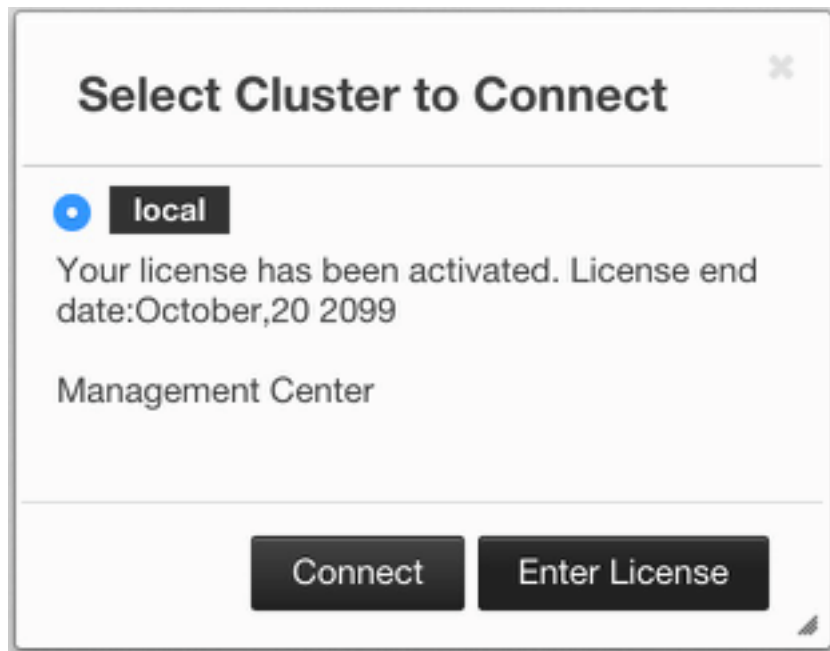 Select Cluster to Connect
local
Your license has been activated. License end
date:October,20 2099
Management Center
Connect
Enter License